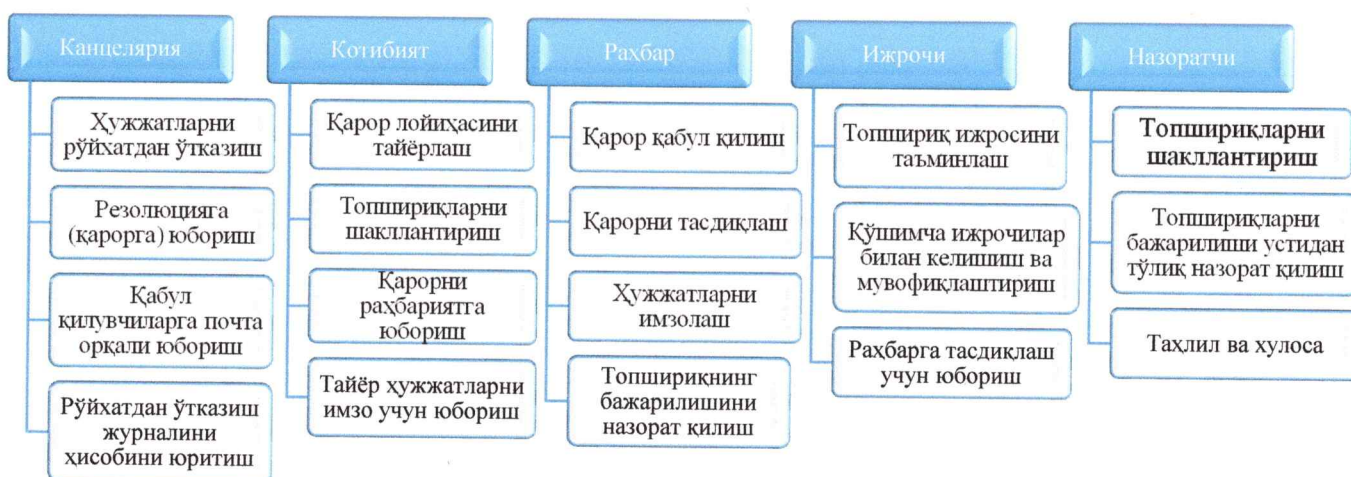 Канцелярия
Ҳужжатларни
рўйхатдан ўтказиш
Резолюцияга
(қарорга) юбориш
Қабул
қилувчиларга почта
орқали юбориш
Рўйхатдан ўтказиш
журналини
ҳисобини юритиш
Котибият
Қарор лойиҳасини
тайёрлаш
Топшириқларни
шакллантириш
Қарорни
раҳбариятга
юбориш
Тайёр ҳужжатларни
имзо учун юбориш
Раҳбар
Қарор қабул қилиш
Қарорни тасдиқлаш
Ҳужжатларни
имзолаш
Топшириқнинг
бажарилишини
назорат қилиш
Ижрочи
Топшириқ ижросини
таъминлаш
Қўшимча ижрочилар
билан келишиш ва
мувофиқлаштириш
Раҳбарга тасдиқлаш
учун юбориш
Назоратчи
Топшириқларни
шакллантириш
Топшириқларни
бажарилиши устидан
тўлиқ назорат қилиш
Таҳлил ва хулоса